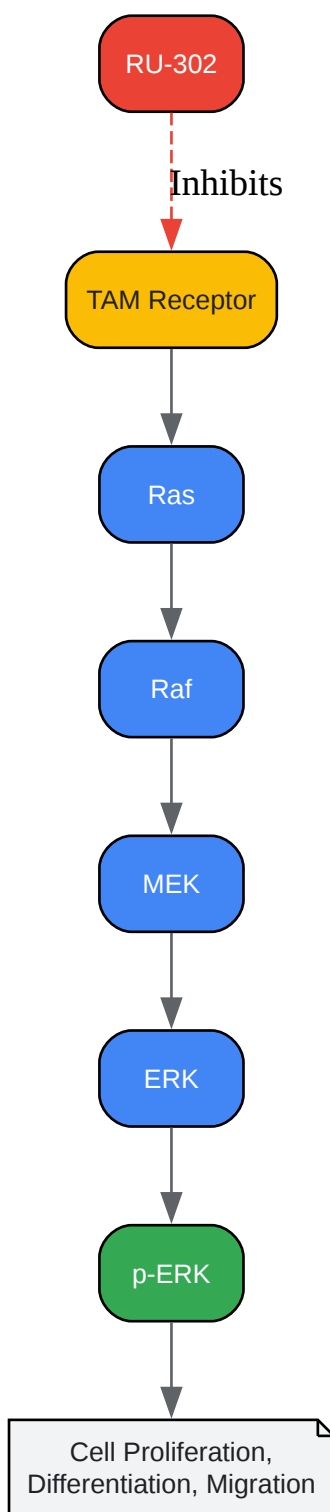 RU-302
Inhibits
TAM Receptor
Ras
Raf
MEK
ERK
p-ERK
Cell Proliferation,
Differentiation, Migration